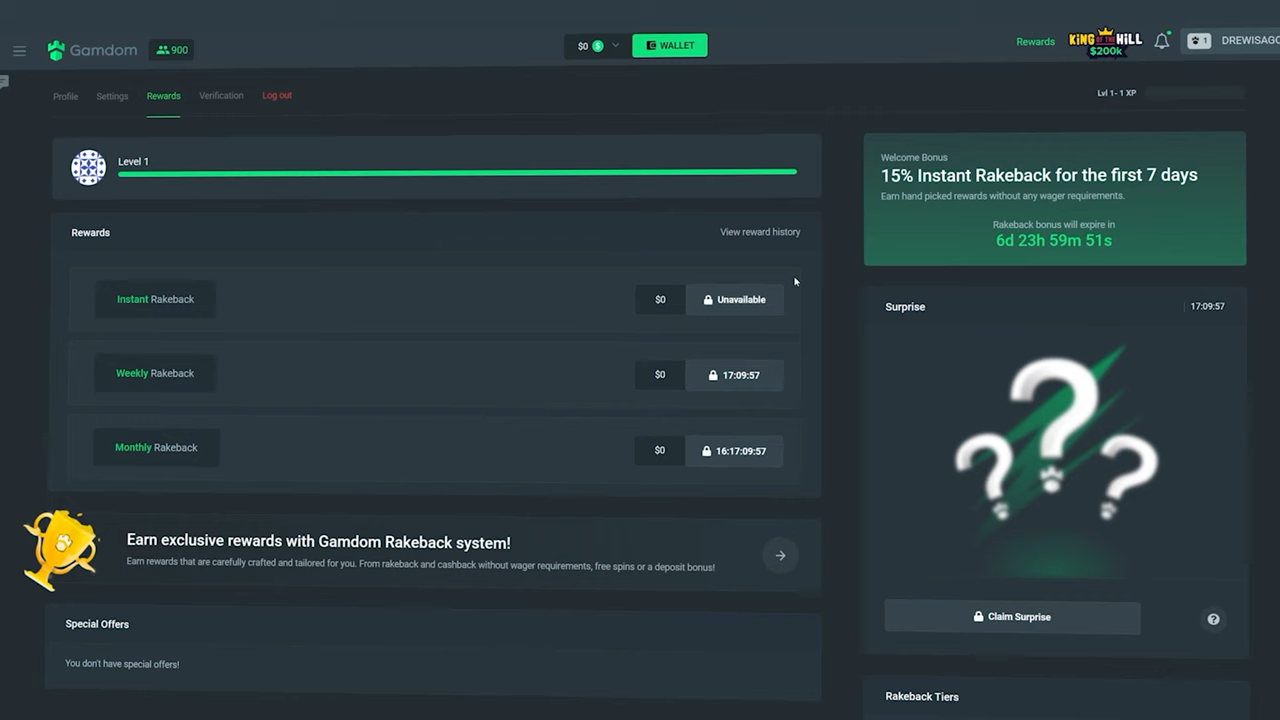 Gamdom
900
$0
WALLET
Rewards
KING OF THE HILL
$200k
1
DREWISAGO
Profile
Settings
Rewards
Verification
Log out
Lvl 1 - 1 XP
Level 1
Welcome Bonus
15% Instant Rakeback for the first 7 days
Earn hand picked rewards without any wager requirements.
Rakeback bonus will expire in
6d 23h 59m 51s
Rewards
View reward history
Instant Rakeback
$0
Unavailable
Weekly Rakeback
$0
17:09:57
Monthly Rakeback
$0
16:17:09:57
Surprise
17:09:57
Claim Surprise
?
Earn exclusive rewards with Gamdom Rakeback system!
Earn rewards that are carefully crafted and tailored for you. From rakeback and cashback without wager requirements, free spins or a deposit bonus!
Special Offers
You don't have special offers!
Rakeback Tiers